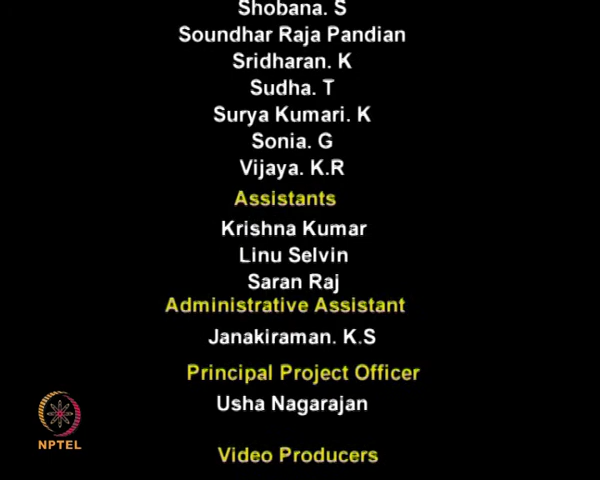 Shobana. S
Soundhar Raja Pandian
Sridharan. K
Sudha. T
Surya Kumari. K
Sonia. G
Vijaya. K.R
Assistants
Krishna Kumar
Linu Selvin
Saran Raj
Administrative Assistant
Janakiraman. K.S
Principal Project Officer
Usha Nagarajan
NPTEL
Video Producers